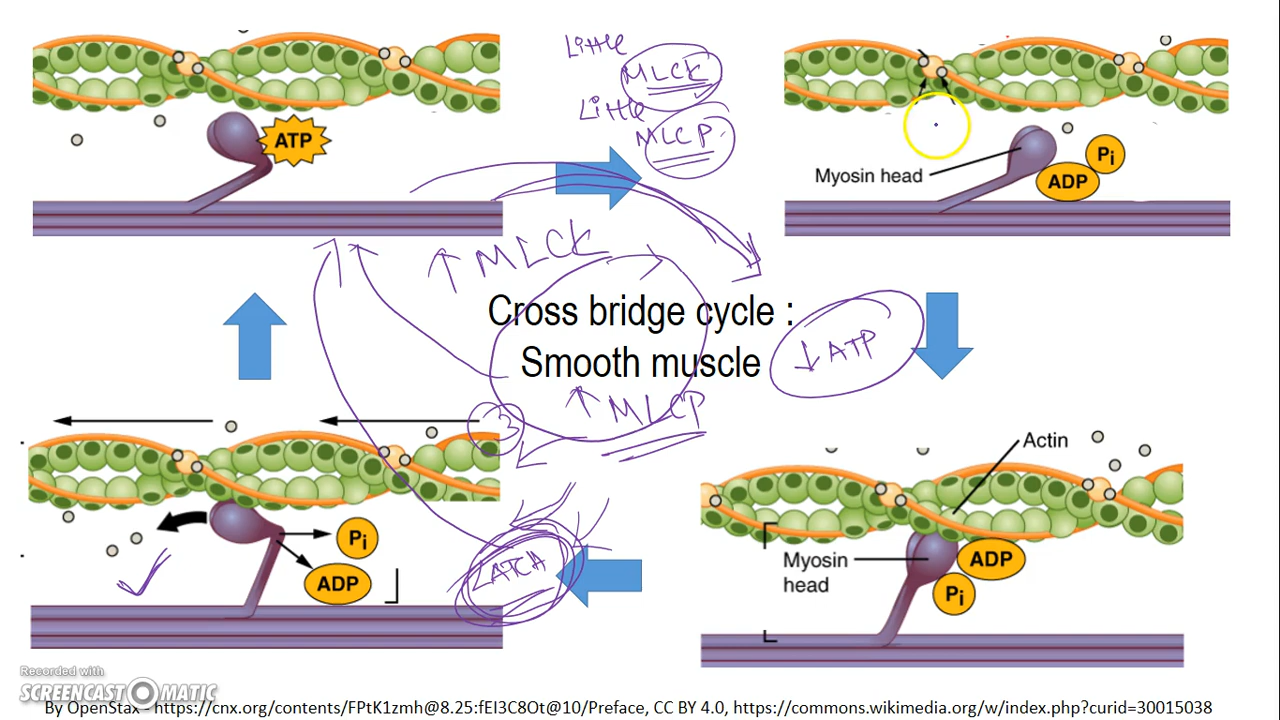 Little
MLCK
Little
MLCP
ATP
Myosin head
Pi
ADP
↑ MLCK
Cross bridge cycle :
Smooth muscle
↓ ATP
↑ MLCP
3
Actin
Pi
ADP
LATCH
Myosin
head
ADP
Pi
Recorded with
SCREENCAST MATIC
By OpenStax - https://cnx.org/contents/FPtK1zmh@8.25:fEI3C8Ot@10/Preface, CC BY 4.0, https://commons.wikimedia.org/w/index.php?curid=30015038